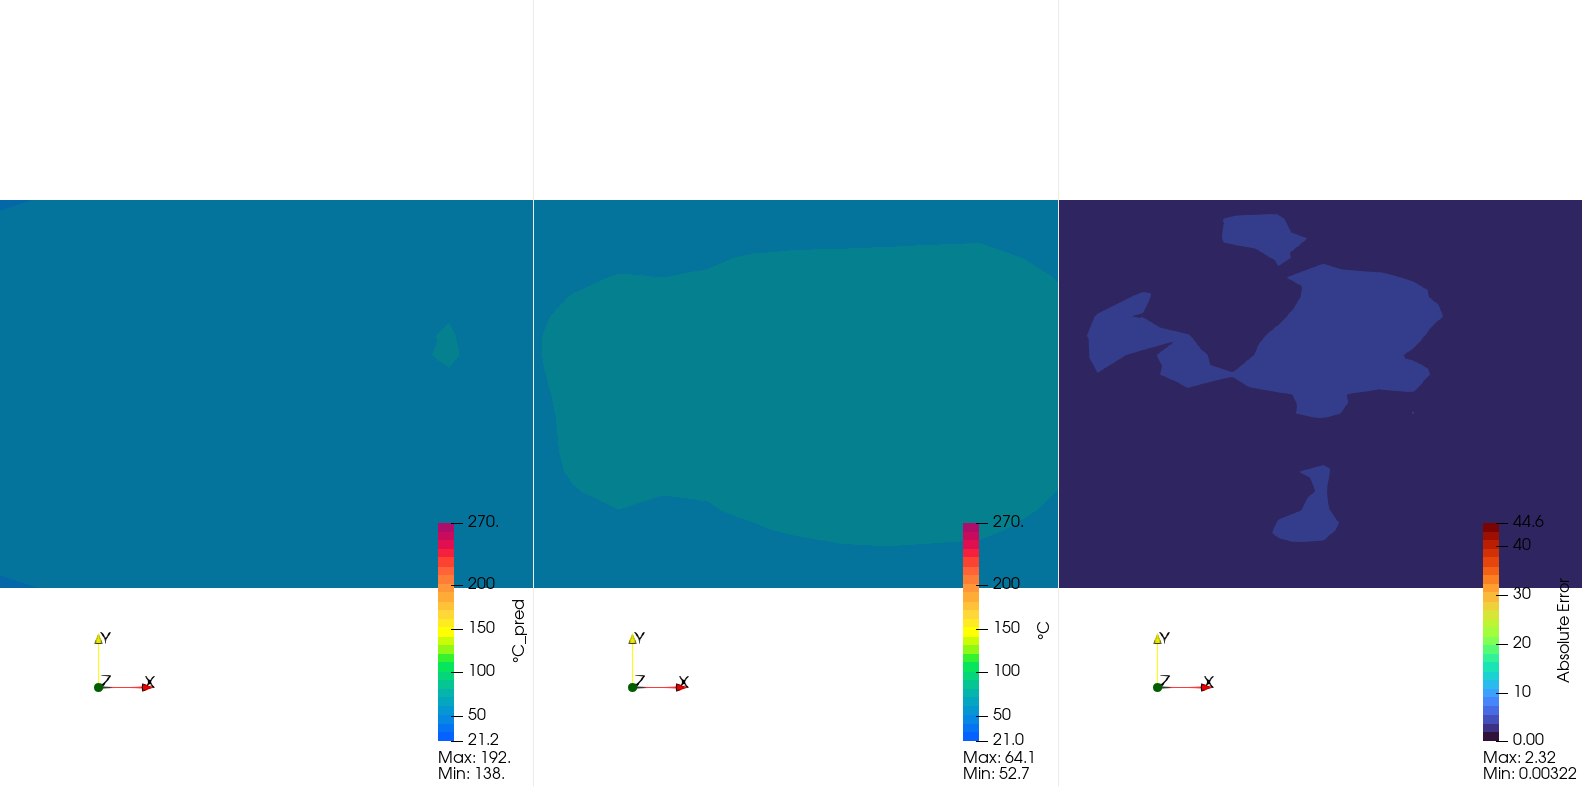 270.
200
150
100
50
21.2
°C_pred
Max: 192.
Min: 138.
Y
Z
X
270.
200
150
100
50
21.0
°C
Max: 64.1
Min: 52.7
Y
Z
X
44.6
40
30
20
10
0.00
Absolute Error
Max: 2.32
Min: 0.00322
Y
Z
X